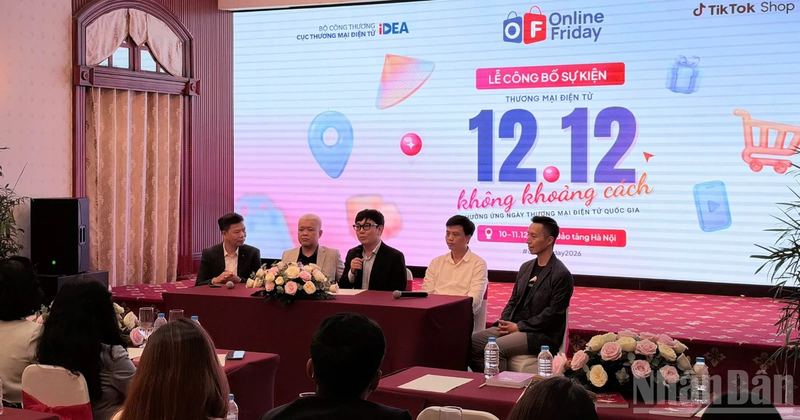 BỘ CÔNG THƯƠNG
CỤC THƯƠNG MẠI ĐIỆN TỬ
iDEA
OF Online
Friday
TikTok Shop
LỄ CÔNG BỐ SỰ KIỆN
THƯƠNG MẠI ĐIỆN TỬ
12.12
không khoảng cách
HƯỞNG ỨNG NGÀY THƯƠNG MẠI ĐIỆN TỬ QUỐC GIA
10-11.12 bảo tàng Hà Nội
Nhân Dân